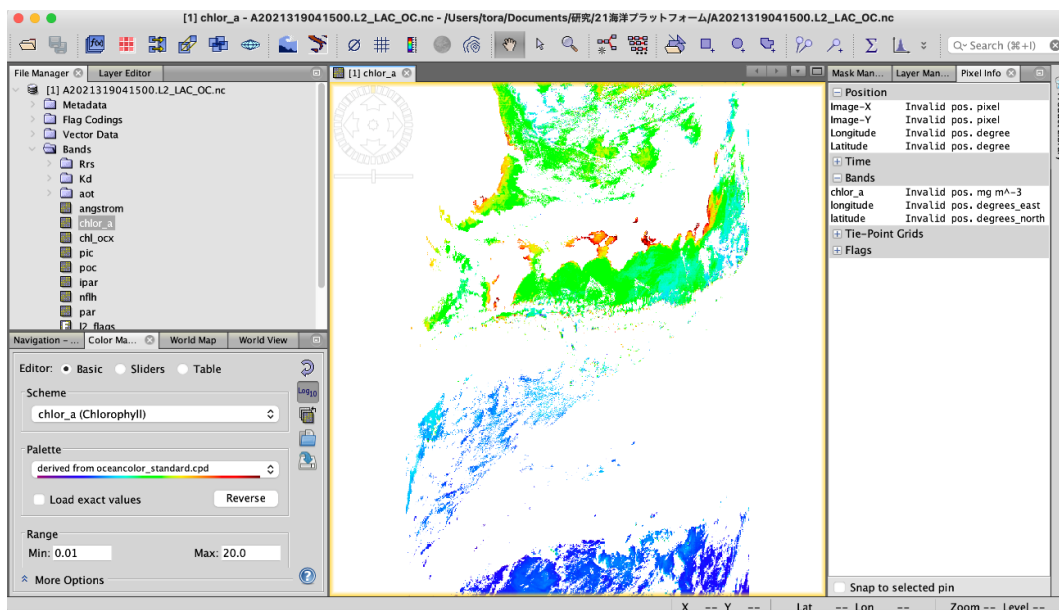 [1] chlor_a - A2021319041500.L2_LAC_OC.nc - /Users/tora/Documents/研究/21海洋プラットフォーム/A2021319041500.L2_LAC_OC.nc
Search (⌘+I)
File Manager
Layer Editor
[1] A2021319041500.L2_LAC_OC.nc
Metadata
Flag Codings
Vector Data
Bands
Rrs
Kd
aot
angstrom
chlor_a
chl_ocx
pic
poc
ipar
nflh
par
l2_flags
[1] chlor_a
Mask Man...
Layer Man...
Pixel Info
Position
Image-X Invalid pos. pixel
Image-Y Invalid pos. pixel
Longitude Invalid pos. degree
Latitude Invalid pos. degree
Time
Bands
chlor_a Invalid pos. mg m^-3
longitude Invalid pos. degrees_east
latitude Invalid pos. degrees_north
Tie-Point Grids
Flags
Navigation - ...
Color Ma...
World Map
World View
Editor: Basic Sliders Table
Log10
Scheme
chlor_a (Chlorophyll)
Palette
derived from oceancolor_standard.cpd
Load exact values
Reverse
Range
Min: 0.01 Max: 20.0
More Options
Snap to selected pin
X -- Y -- Lat -- Lon -- Zoom -- Level --